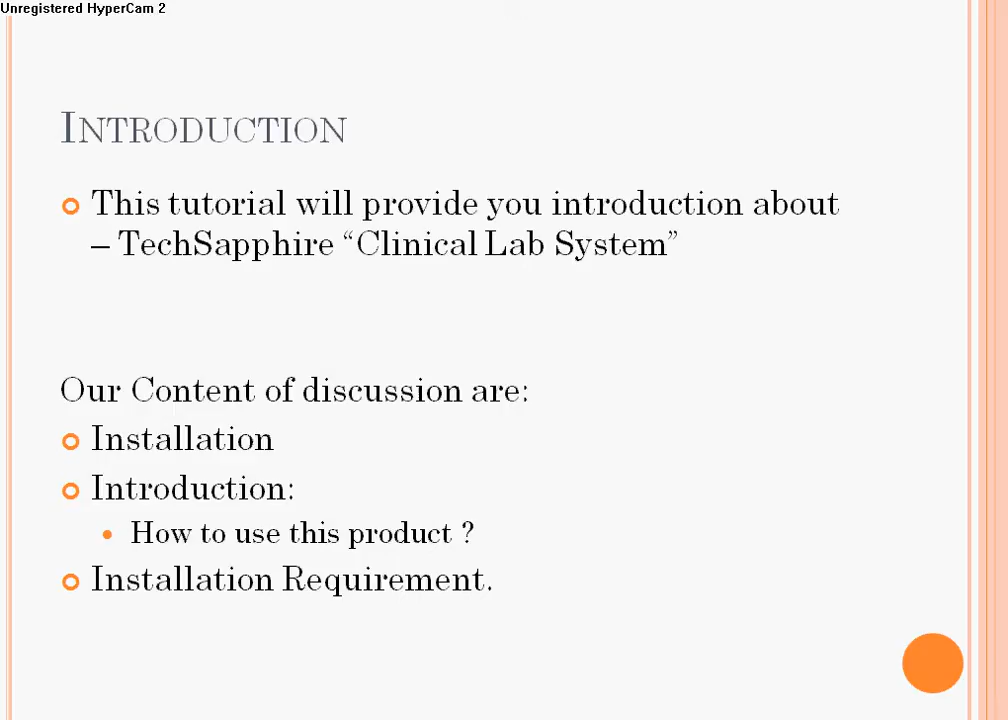 Unregistered HyperCam 2
INTRODUCTION
This tutorial will provide you introduction about
– TechSapphire “Clinical Lab System”
Our Content of discussion are:
Installation
Introduction:
How to use this product ?
Installation Requirement.